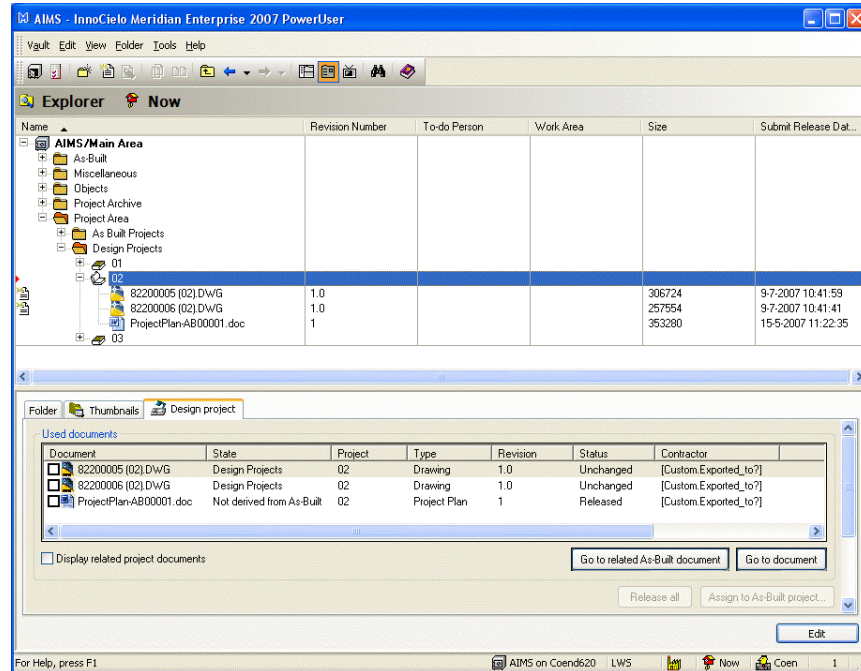 AIMS - InnoCielo Meridian Enterprise 2007 PowerUser
Vault Edit View Folder Tools Help
Explorer Now
Name Revision Number To-do Person Work Area Size Submit Release Dat...
AIMS/Main Area
As-Built
Miscellaneous
Objects
Project Archive
Project Area
As Built Projects
Design Projects
01
02
82200005 (02).DWG 1.0 306724 9-7-2007 10:41:59
82200006 (02).DWG 1.0 257554 9-7-2007 10:41:41
ProjectPlan-AB00001.doc 1 353280 15-5-2007 11:22:35
03
Folder Thumbnails Design project
Used documents
Document State Project Type Revision Status Contractor
82200005 (02).DWG Design Projects 02 Drawing 1.0 Unchanged [Custom.Exported_to?]
82200006 (02).DWG Design Projects 02 Drawing 1.0 Unchanged [Custom.Exported_to?]
ProjectPlan-AB00001.doc Not derived from As-Built 02 Project Plan 1 Released [Custom.Exported_to?]
Display related project documents Go to related As-Built document Go to document
Release all Assign to As-Built project...
Edit
For Help, press F1 AIMS on Coend620 LWS Now Coen 1